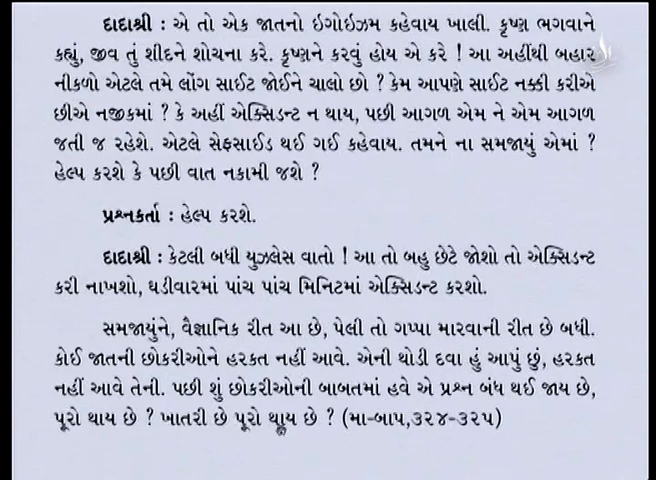 દાદાશ્રી : એ તો એક જાતનો ઇગોઇઝમ કહેવાય ખાલી. કૃષ્ણ ભગવાને
કહ્યું, જીવ તું શીદને શોચના કરે. કૃષ્ણને કરવું હોય એ કરે ! આ અહીંથી બહાર
નીકળો એટલે તમે લોંગ સાઈટ જોઈને ચાલો છો ? કેમ આપણે સાઈટ નક્કી કરીએ
છીએ નજીકમાં ? કે અહીં એક્સિડન્ટ ન થાય, પછી આગળ એમ ને એમ આગળ
જતી જ રહેશે. એટલે સેફસાઈડ થઈ ગઈ કહેવાય. તમને ના સમજાયું એમાં ?
હેલ્પ કરશે કે પછી વાત નકામી જશે ?
પ્રશ્નકર્તા : હેલ્પ કરશે.
દાદાશ્રી : કેટલી બધી યુઝલેસ વાતો ! આ તો બહુ છેટે જોશો તો એક્સિડન્ટ
કરી નાખશો, ઘડીવારમાં પાંચ પાંચ મિનિટમાં એક્સિડન્ટ કરશો.
સમજાયુંને, વૈજ્ઞાનિક રીત આ છે, પેલી તો ગપ્પા મારવાની રીત છે બધી.
કોઈ જાતની છોકરીઓને હરકત નહીં આવે. એની થોડી દવા હું આપું છું, હરકત
નહીં આવે તેની. પછી શું છોકરીઓની બાબતમાં હવે એ પ્રશ્ન બંધ થઈ જાય છે,
પૂરો થાય છે ? ખાતરી છે પૂરો થાય છે ? (મા-બાપ,૩૨૪-૩૨૫)